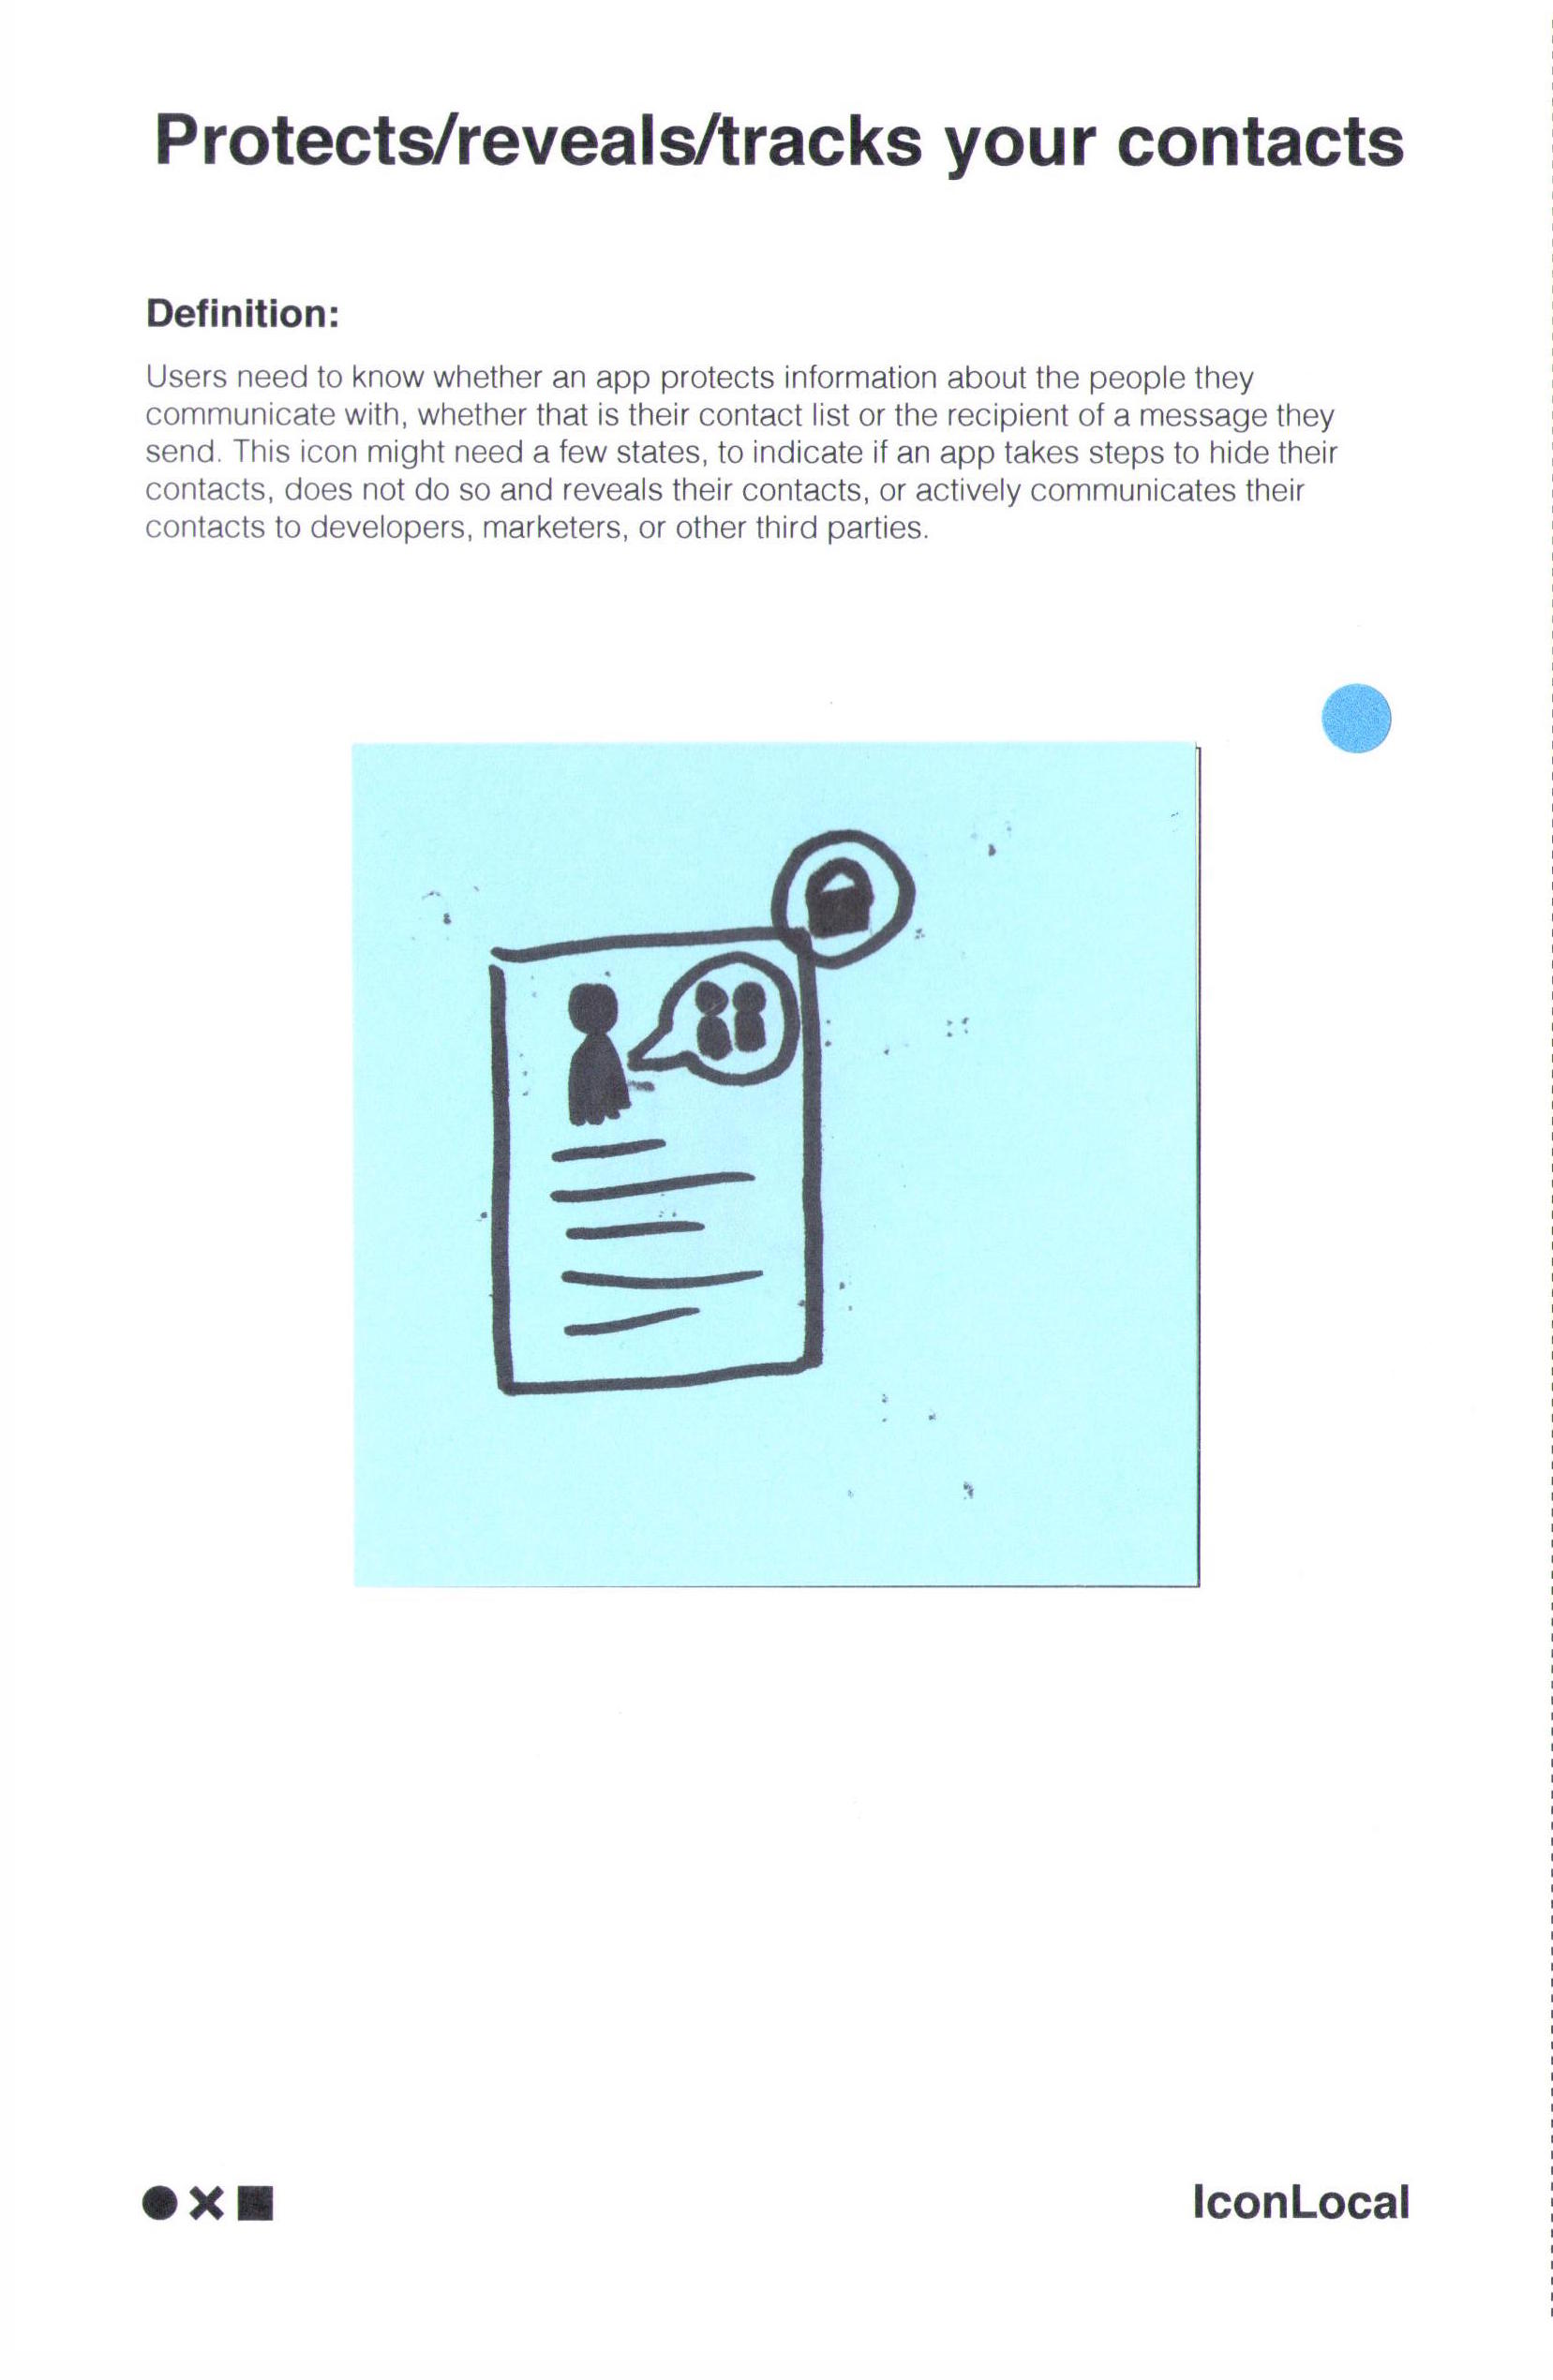 Protects/reveals/tracks your contacts
Definition:
Users need to know whether an app protects information about the people they
communicate with, whether that is their contact list or the recipient of a message they
send. This icon might need a few states, to indicate if an app takes steps to hide their
contacts, does not do so and reveals their contacts, or actively communicates their
contacts to developers, marketers, or other third parties.
IconLocal